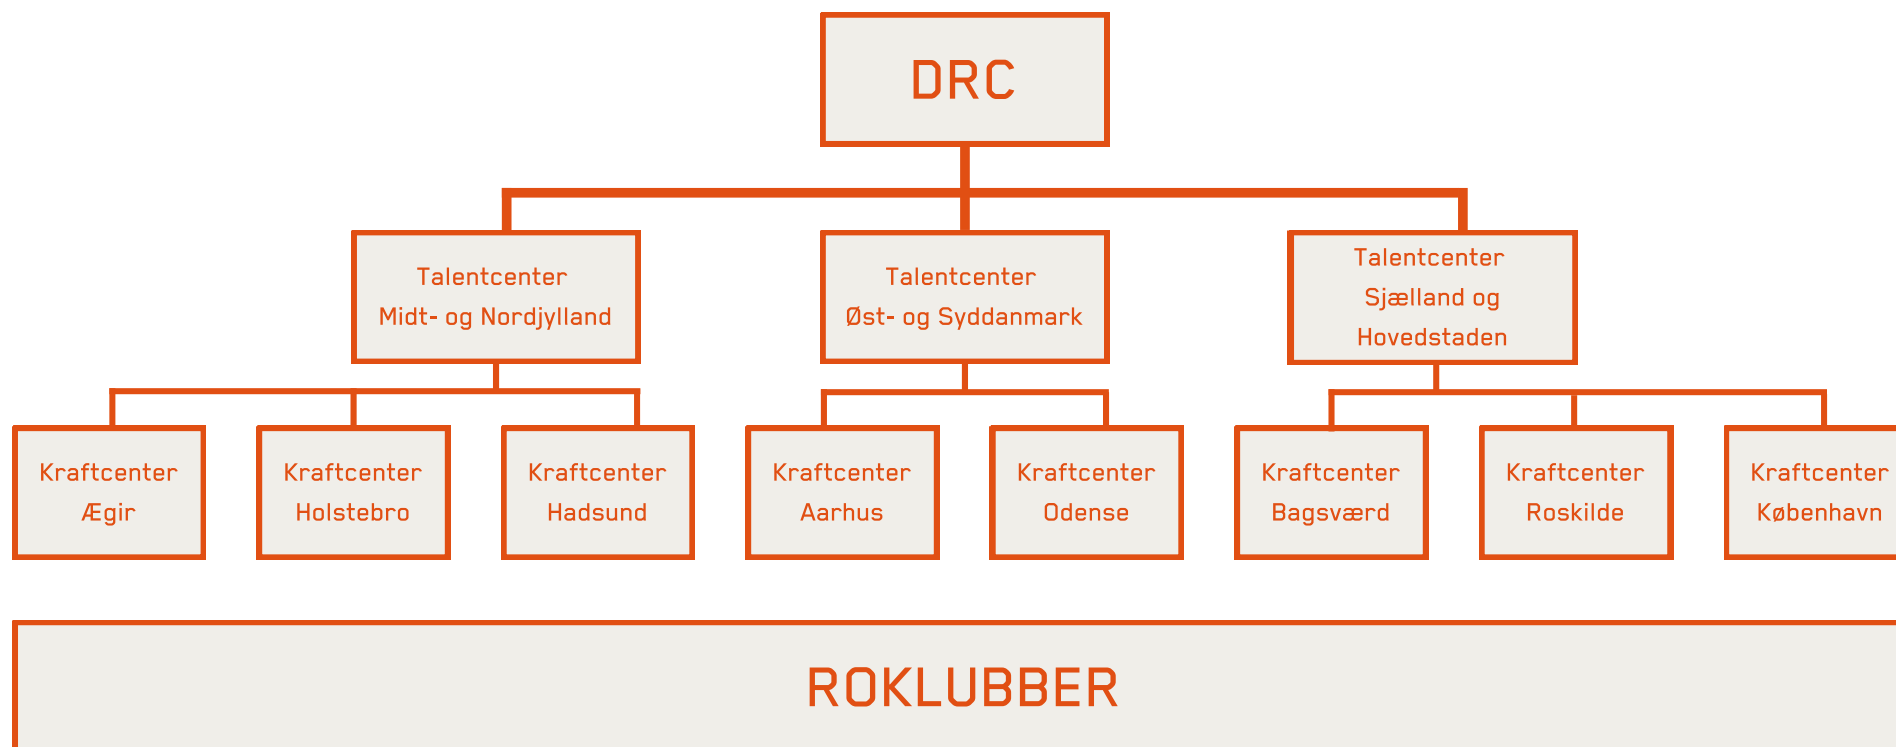 DRC
Talentcenter
Midt- og Nordjylland
Talentcenter
Øst- og Syddanmark
Talentcenter
Sjælland og
Hovedstaden
Kraftcenter
Ægir
Kraftcenter
Holstebro
Kraftcenter
Hadsund
Kraftcenter
Aarhus
Kraftcenter
Odense
Kraftcenter
Bagsværd
Kraftcenter
Roskilde
Kraftcenter
København
ROKLUBBER